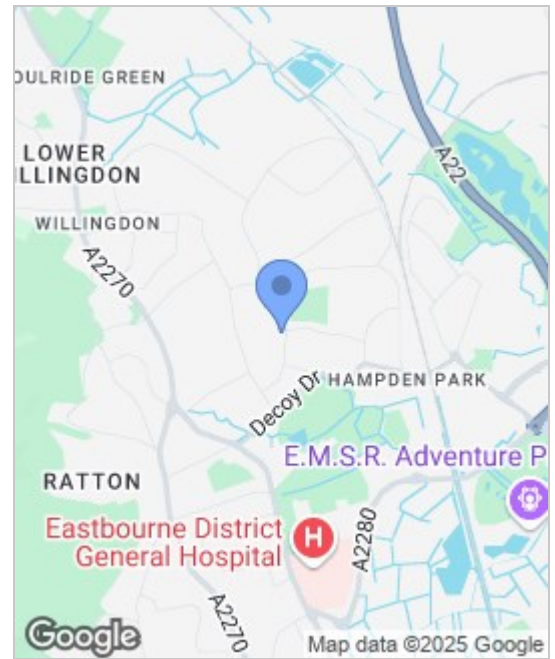 OULRIDE GREEN
LOWER
ILLINGDON
WILLINGDON
A22
A2270
Decoy Dr
HAMPDEN PARK
E.M.S.R. Adventure P
RATTON
Eastbourne District
General Hospital
H
A2280
A2270
Google
Map data ©2025 Google